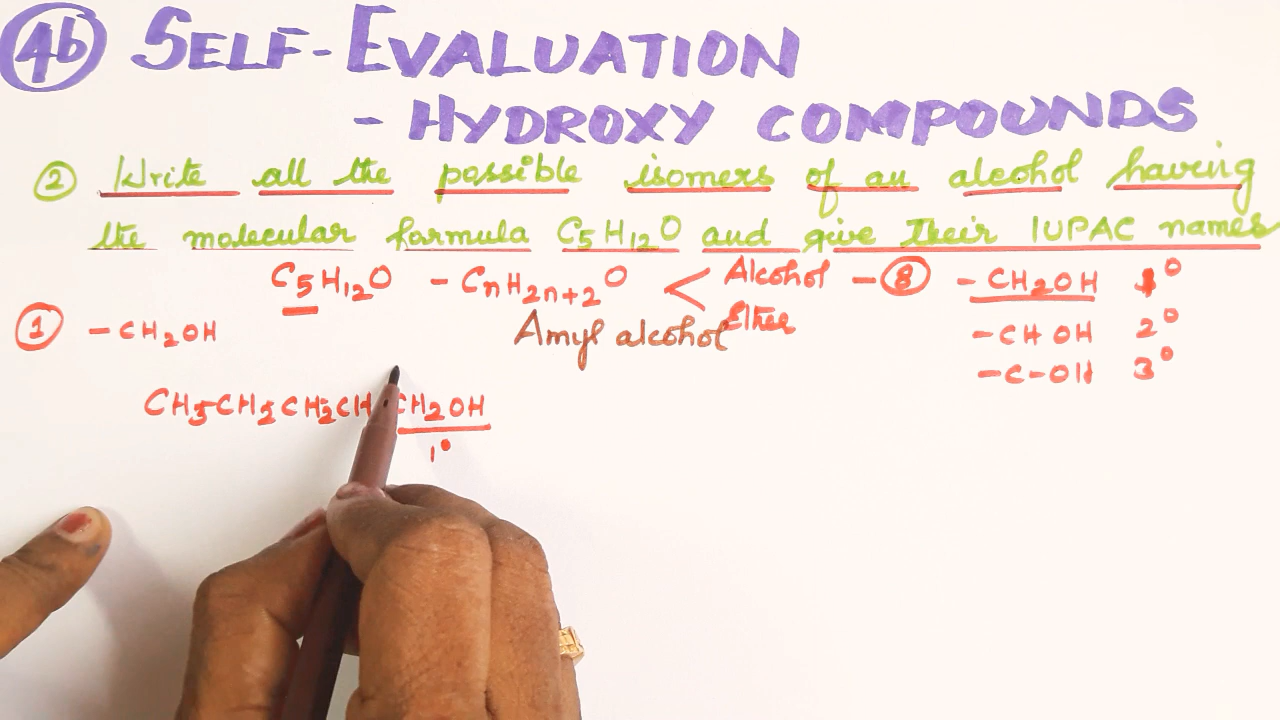 4b SELF-EVALUATION
- HYDROXY COMPOUNDS
2 Write all the possible isomers of an alcohol having
the molecular formula C5H12O and give Their IUPAC names
C5H12O - CnH2n+2O < Alcohol - 8 - CH2OH 1°
Ether
1 - CH2OH Amyl alcohol - CHOH 2°
- C-OH 3°
CH3CH2CH2CH CH2OH
1°